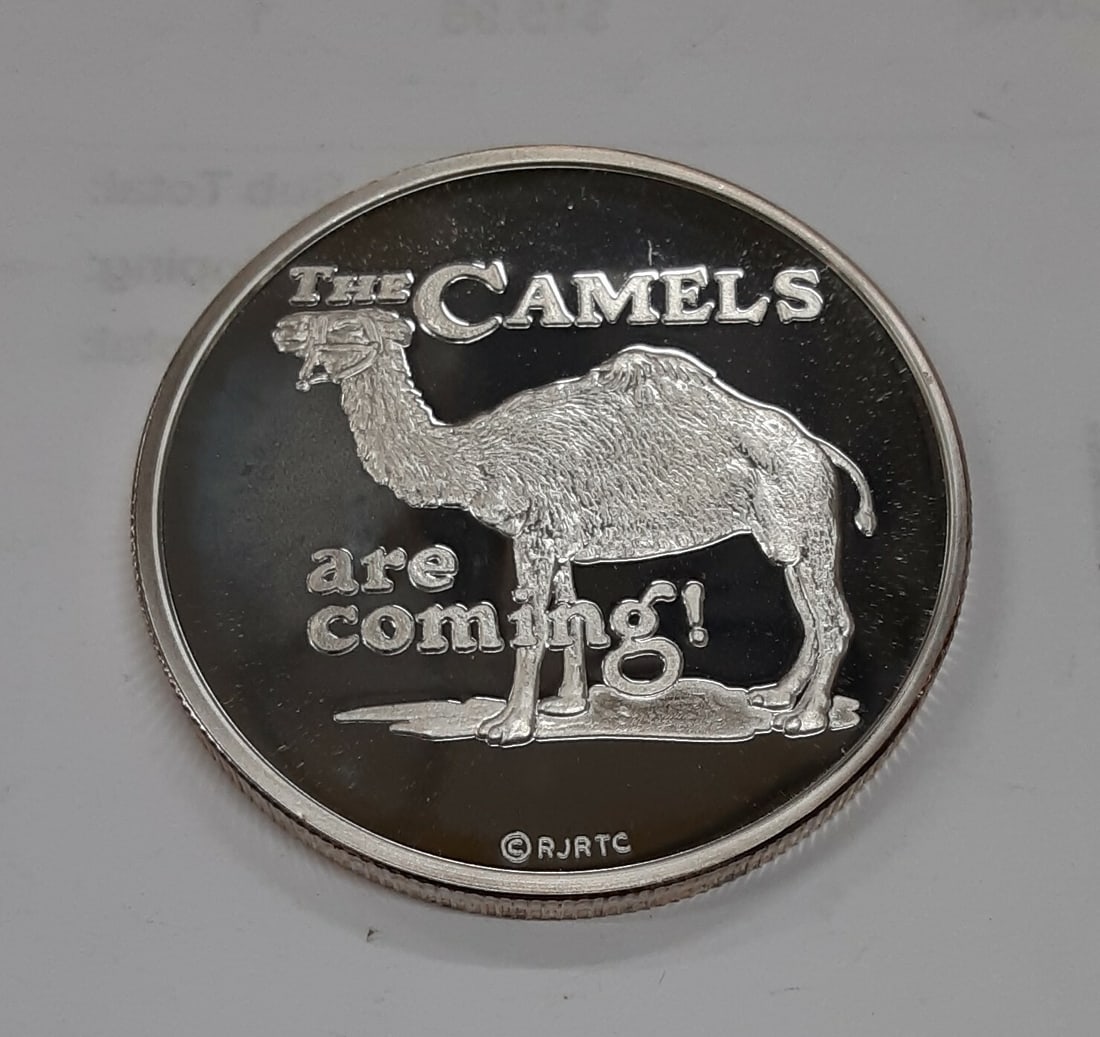 THE CAMELS
are
coming!
© RJRTC